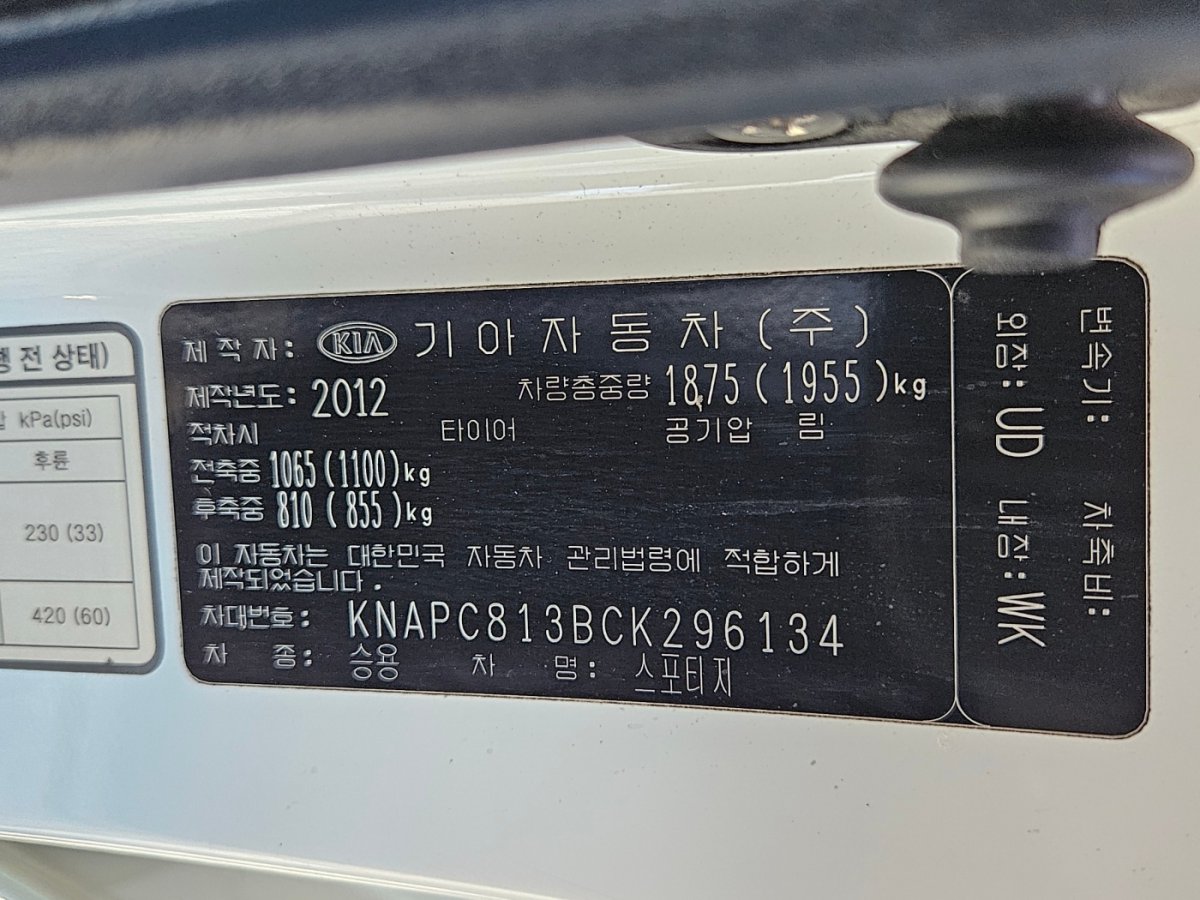 행 전 상태)
압 kPa(psi)
후륜
230 (33)
420 (60)
제 작 자: KIA 기아자동차(주)
제작년도: 2012 차량총중량 1875(1955)kg
적차시 타이어 공기압 림
전축중 1065(1100)kg
후축중 810 (855)kg
이 자동차는 대한민국 자동차 관리법령에 적합하게
제작되었습니다.
차대번호: KNAPC813BCK296134
차 종: 승용 차 명: 스포티지
변속기: 차축비:
외장: UD 내장: WK